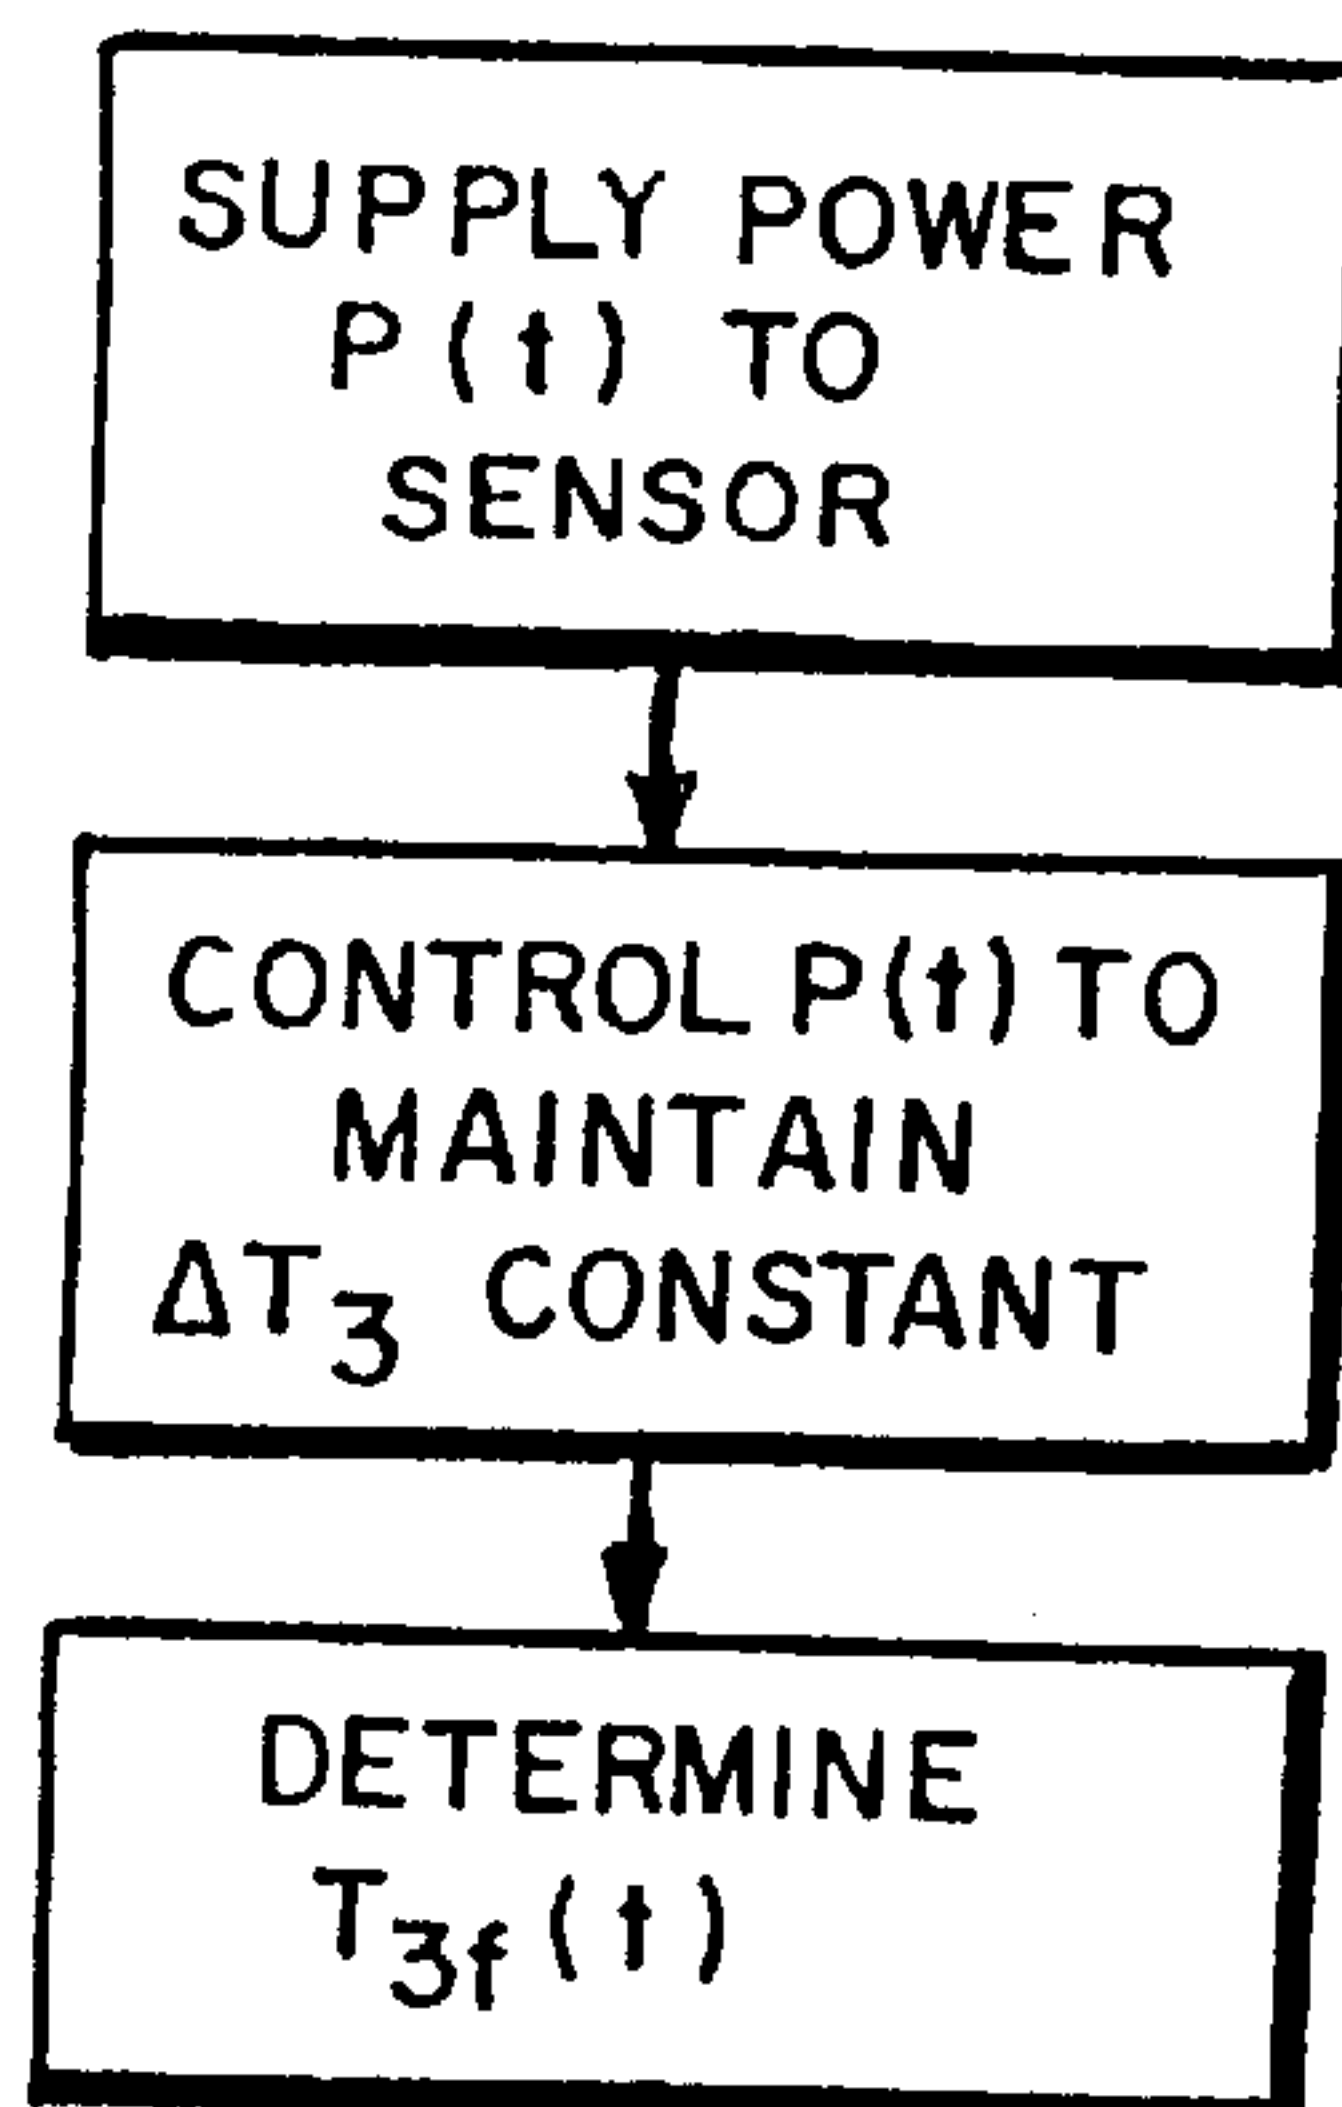 SUPPLY POWER
P(t) TO
SENSOR
CONTROL P(t) TO
MAINTAIN
ΔT₃ CONSTANT
DETERMINE
T₃f(t)